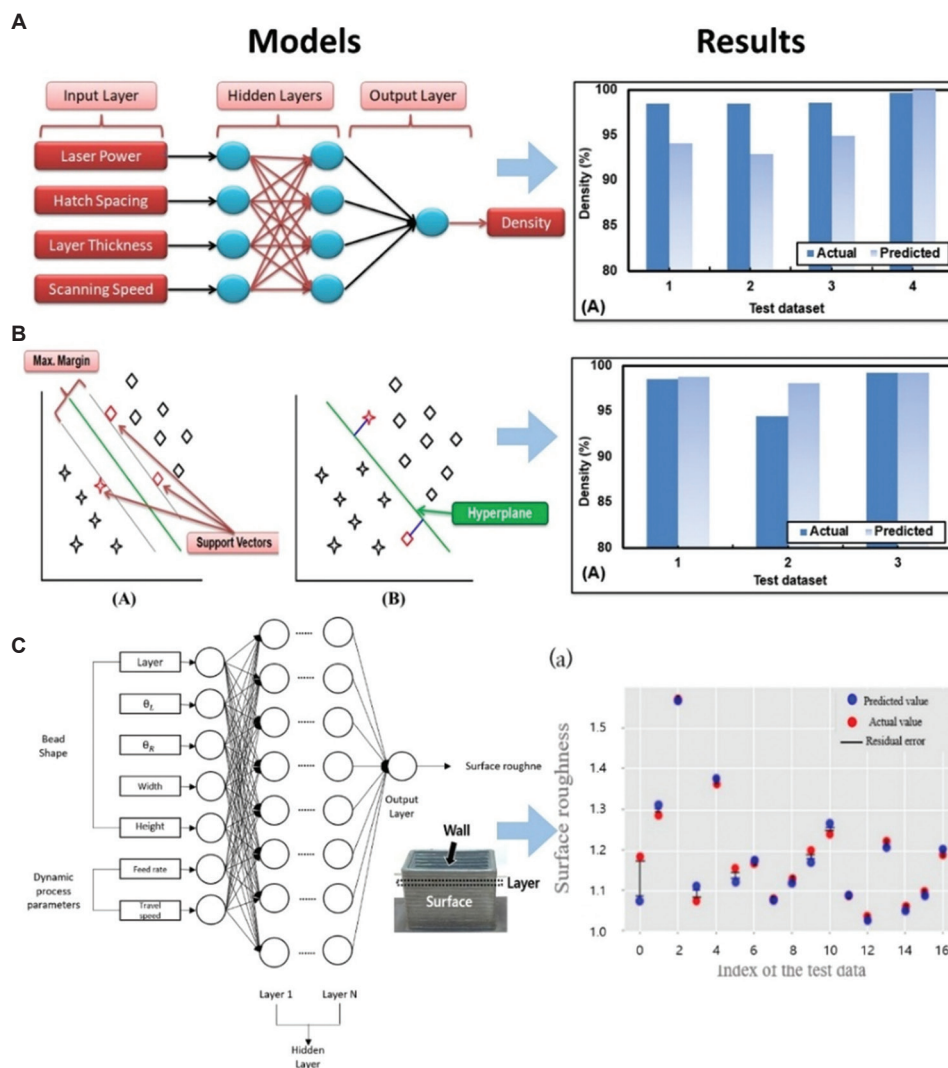 A
Models
Results
Input Layer
Hidden Layers
Output Layer
Laser Power
Hatch Spacing
Layer Thickness
Scanning Speed
Density
Density (%)
100
95
90
85
80
Actual
Predicted
1
2
3
4
Test dataset
(A)
B
Max. Margin
Support Vectors
(A)
Hyperplane
(B)
Density (%)
100
95
90
85
80
Actual
Predicted
1
2
3
Test dataset
(A)
C
Bead
Shape
Dynamic
process
parameters
Layer
θL
θR
Width
Height
Feed rate
Travel
speed
......
......
......
......
......
......
......
......
Layer 1
Layer N
Hidden
Layer
Output
Layer
Surface roughne
Wall
Layer
Surface
(a)
Surface roughness
1.5
1.4
1.3
1.2
1.1
1.0
Predicted value
Actual value
Residual error
0
2
4
6
8
10
12
14
16
Index of the test data